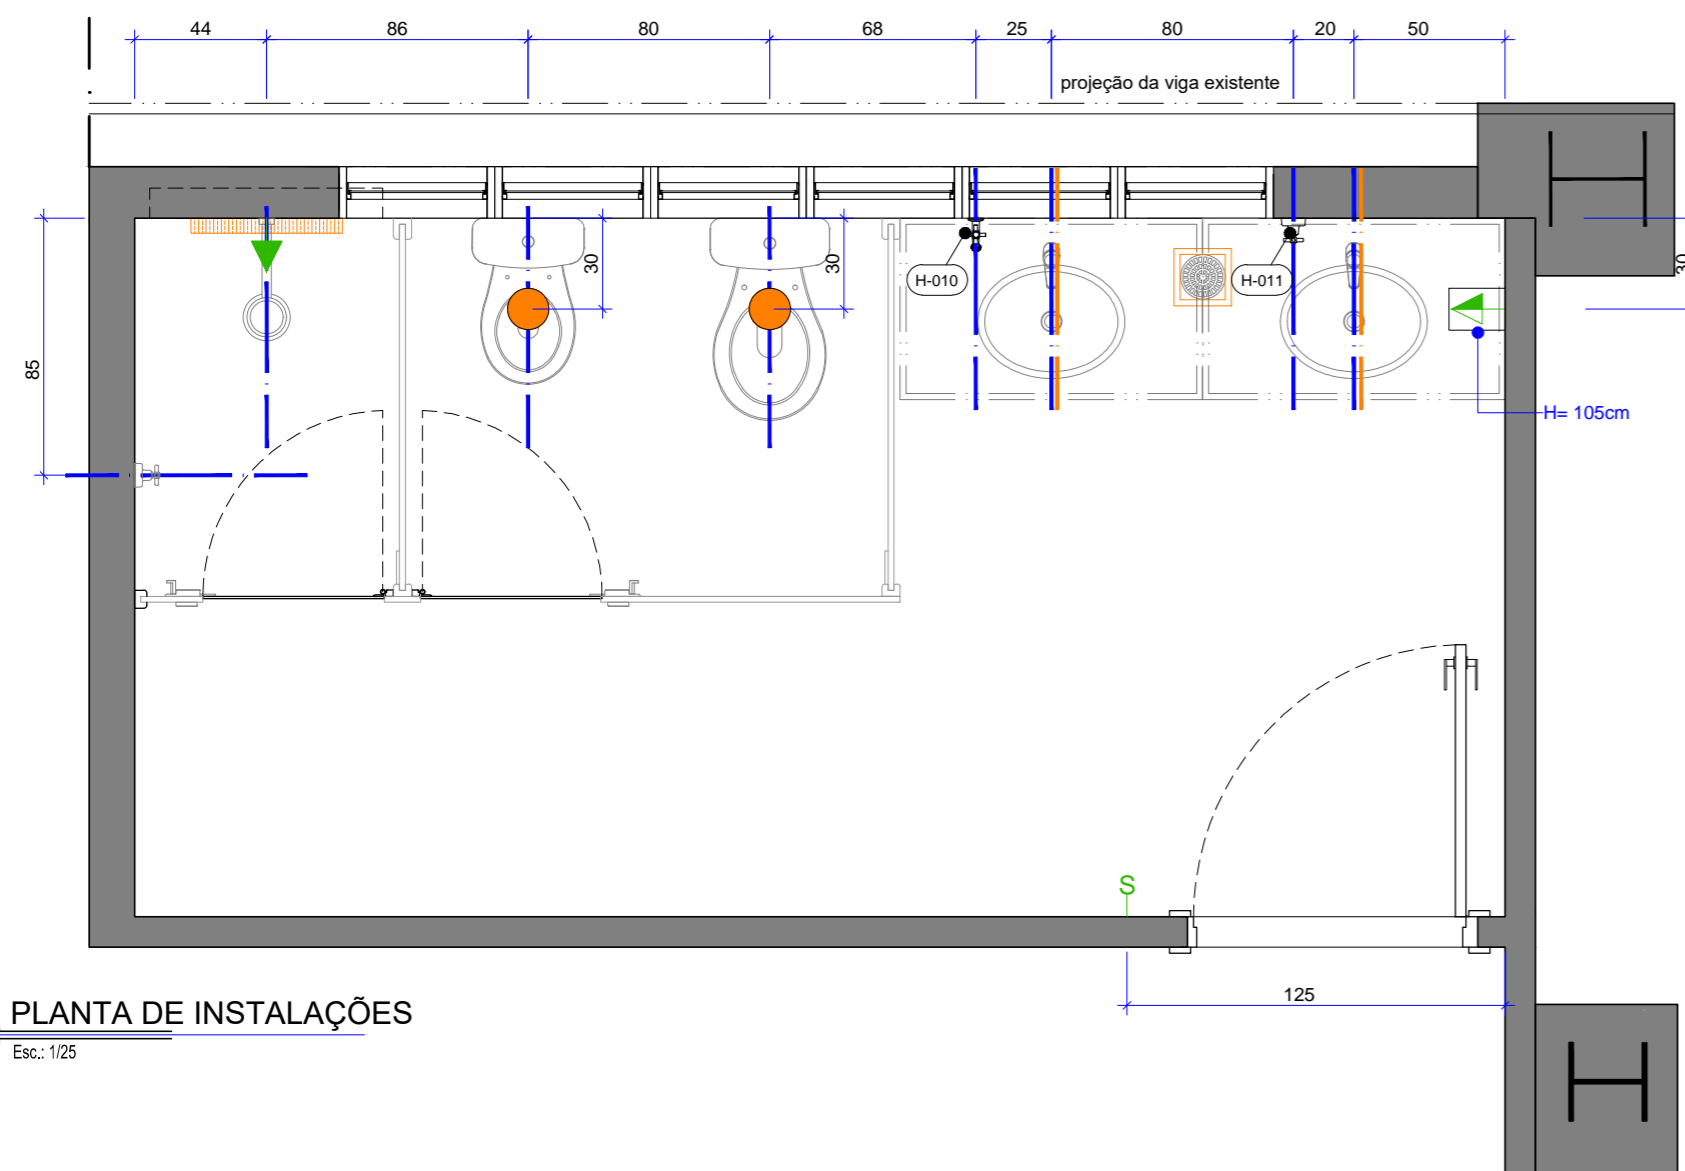 44 86 80 68 25 80 20 50
projeção da viga existente
30 30 30
H-010 H-011
85
H= 105cm
S
125
PLANTA DE INSTALAÇÕES
Esc.: 1/25